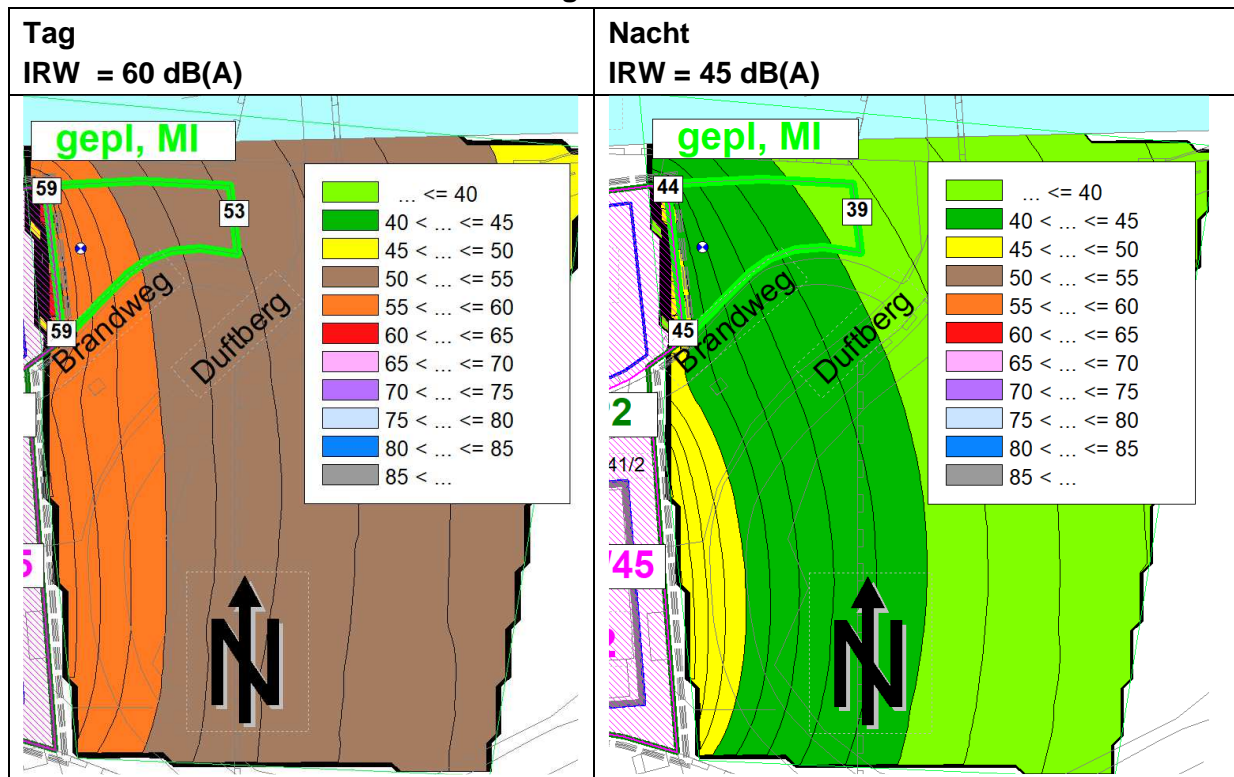 Tag
IRW = 60 dB(A)
Nacht
IRW = 45 dB(A)
gepl, MI
59
53
59
Brandweg
Duftberg
... <= 40
40 < ... <= 45
45 < ... <= 50
50 < ... <= 55
55 < ... <= 60
60 < ... <= 65
65 < ... <= 70
70 < ... <= 75
75 < ... <= 80
80 < ... <= 85
85 < ...
5
N
gepl, MI
44
39
45
Brandweg
Duftberg
... <= 40
40 < ... <= 45
45 < ... <= 50
50 < ... <= 55
55 < ... <= 60
60 < ... <= 65
65 < ... <= 70
70 < ... <= 75
75 < ... <= 80
80 < ... <= 85
85 < ...
2
41/2
/45
N